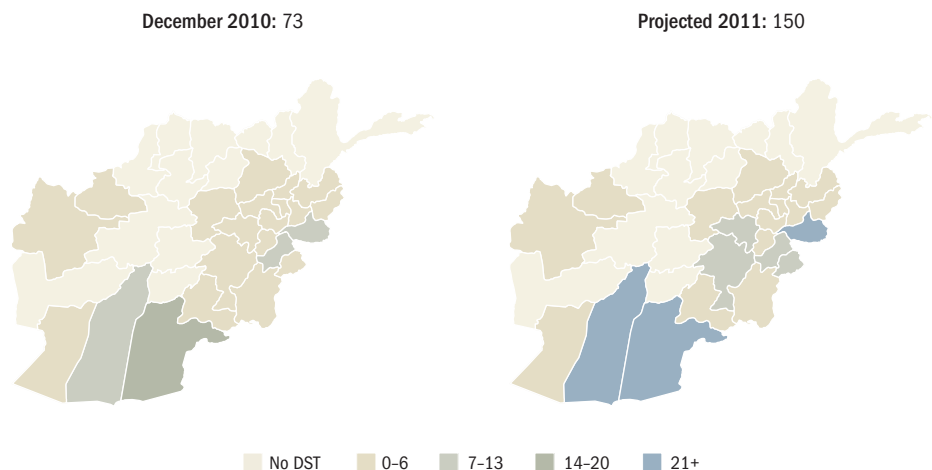 December 2010: 73
Projected 2011: 150
No DST
0–6
7–13
14–20
21+